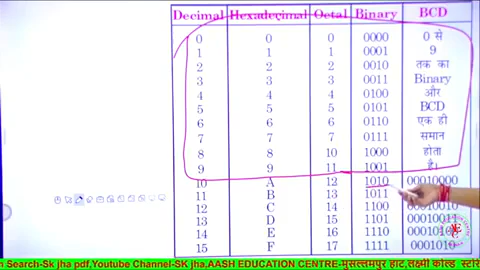 Decimal Hexadecimal Octal Binary BCD
0 0 0 0000 0 से
1 1 1 0001 9
2 2 2 0010 तक का
3 3 3 0011 Binary
4 4 4 0100 और
5 5 5 0101 BCD
6 6 6 0110 एक ही
7 7 7 0111 समान
8 8 10 1000 होता
9 9 11 1001 है।
10 A 12 1010 00010000
11 B 13 1011
12 C 14 1100 00010010
13 D 15 1101 00010011
14 E 16 1110
15 F 17 1111
Search-Sk jha pdf,Youtube Channel-SK jha,AASH EDUCATION CENTRE-मुसल्लमपुर हाट,लक्ष्मी कोल्ड